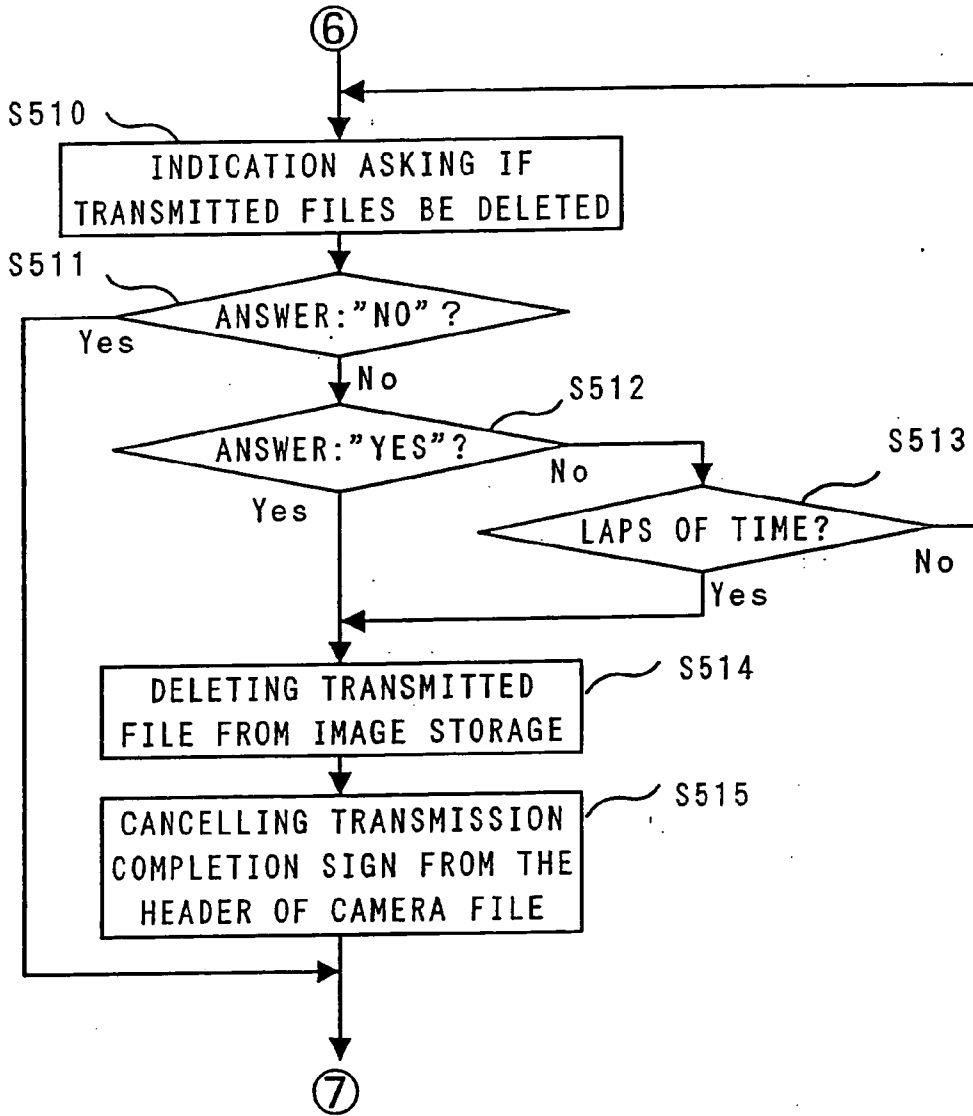 ⑥
S510
INDICATION ASKING IF
TRANSMITTED FILES BE DELETED
S511
ANSWER:"NO"?
Yes
No
S512
ANSWER:"YES"?
No
Yes
S513
LAPS OF TIME?
No
Yes
S514
DELETING TRANSMITTED
FILE FROM IMAGE STORAGE
S515
CANCELLING TRANSMISSION
COMPLETION SIGN FROM THE
HEADER OF CAMERA FILE
⑦